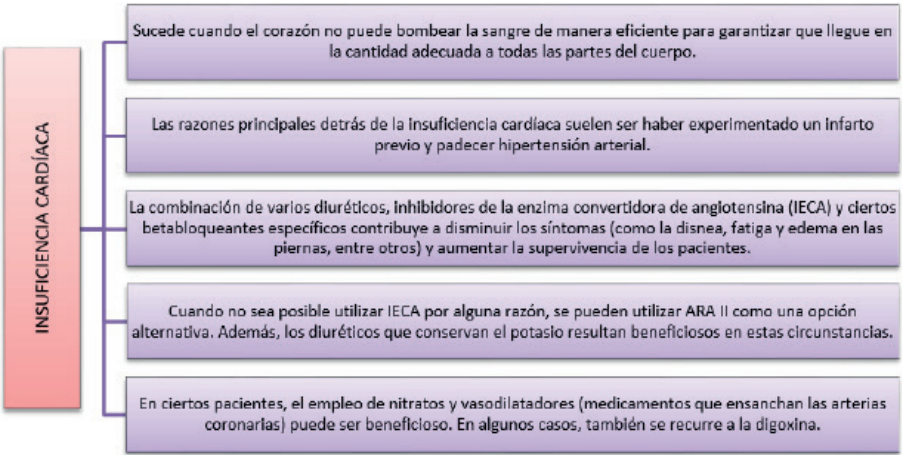 INSUFICIENCIA CARDÍACA
Sucede cuando el corazón no puede bombear la sangre de manera eficiente para garantizar que llegue en
la cantidad adecuada a todas las partes del cuerpo.
Las razones principales detrás de la insuficiencia cardíaca suelen ser haber experimentado un infarto
previo y padecer hipertensión arterial.
La combinación de varios diuréticos, inhibidores de la enzima convertidora de angiotensina (IECA) y ciertos
betabloqueantes específicos contribuye a disminuir los síntomas (como la disnea, fatiga y edema en las
piernas, entre otros) y aumentar la supervivencia de los pacientes.
Cuando no sea posible utilizar IECA por alguna razón, se pueden utilizar ARA II como una opción
alternativa. Además, los diuréticos que conservan el potasio resultan beneficiosos en estas circunstancias.
En ciertos pacientes, el empleo de nitratos y vasodilatadores (medicamentos que ensanchan las arterias
coronarias) puede ser beneficioso. En algunos casos, también se recurre a la digoxina.